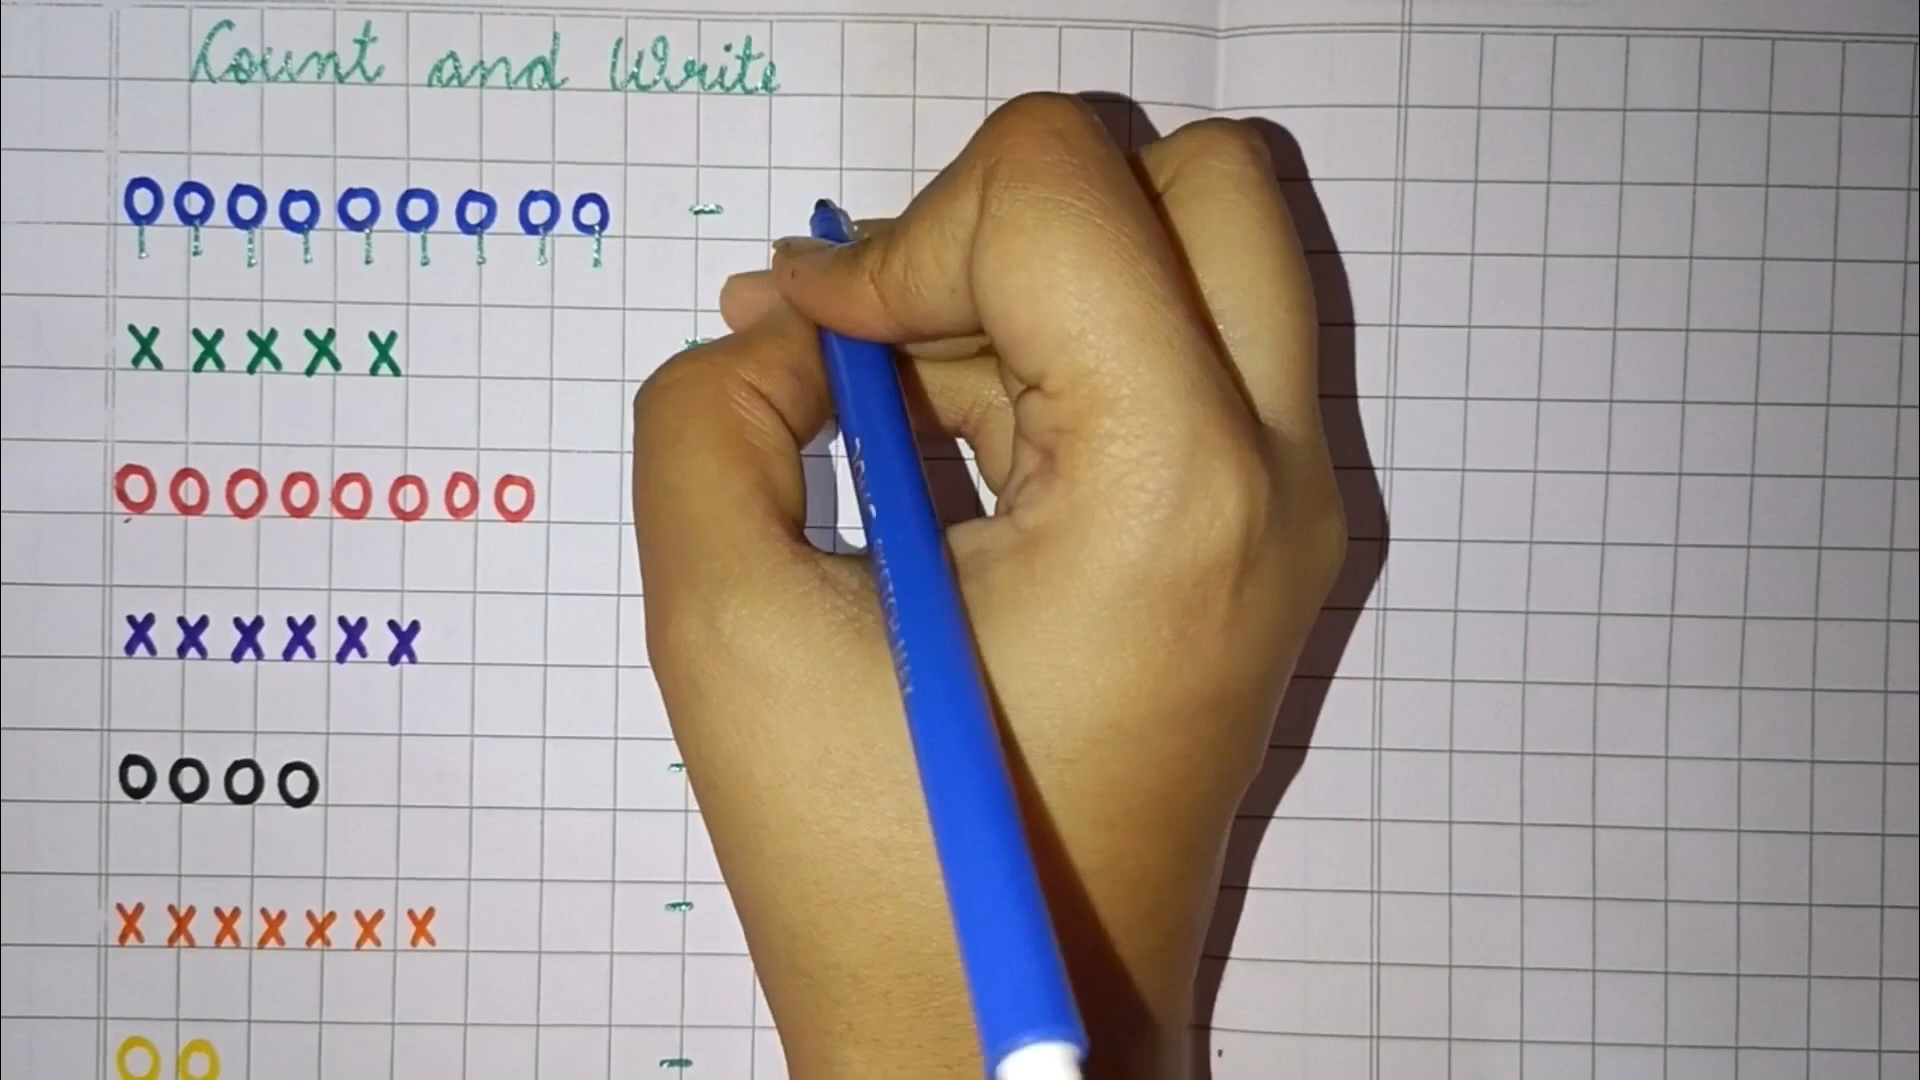 Count and Write
O O O O O O O O O -
X X X X X -
O O O O O O O O
X X X X X X
O O O O -
X X X X X X X -
O O -